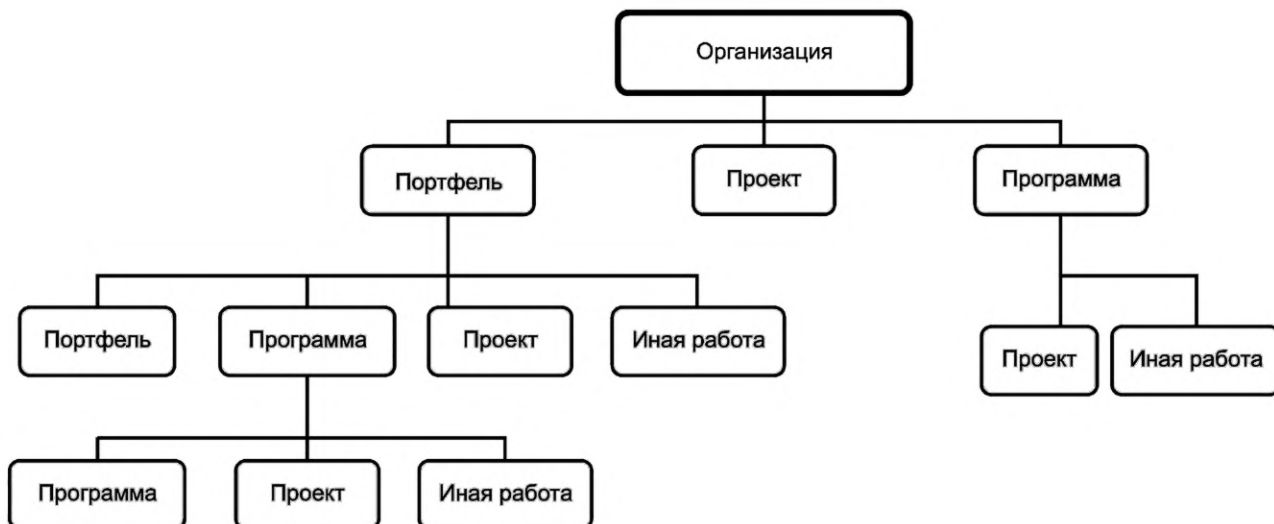 Организация
Портфель
Проект
Программа
Портфель
Программа
Проект
Иная работа
Проект
Иная работа
Программа
Проект
Иная работа